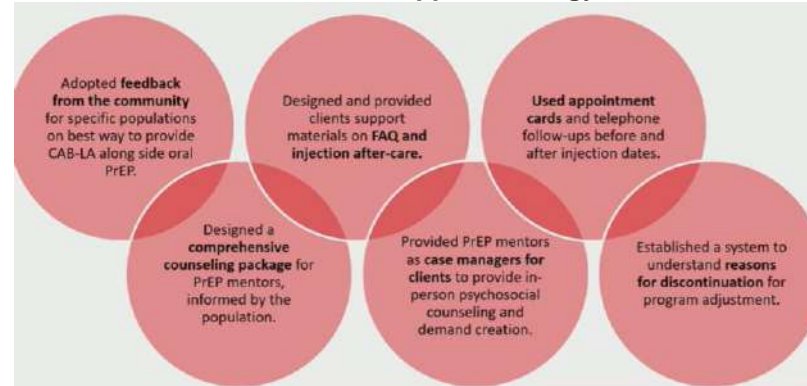 Adopted feedback
from the community
for specific populations
on best way to provide
CAB-LA along side oral
PrEP.
Designed a
comprehensive
counseling package for
PrEP mentors,
informed by the
population.
Designed and provided
clients support
materials on FAQ and
injection after-care.
Provided PrEP mentors
as case managers for
clients to provide in-
person psychosocial
counseling and
demand creation.
Used appointment
cards and telephone
follow-ups before and
after injection dates.
Established a system to
understand reasons
for discontinuation for
program adjustment.